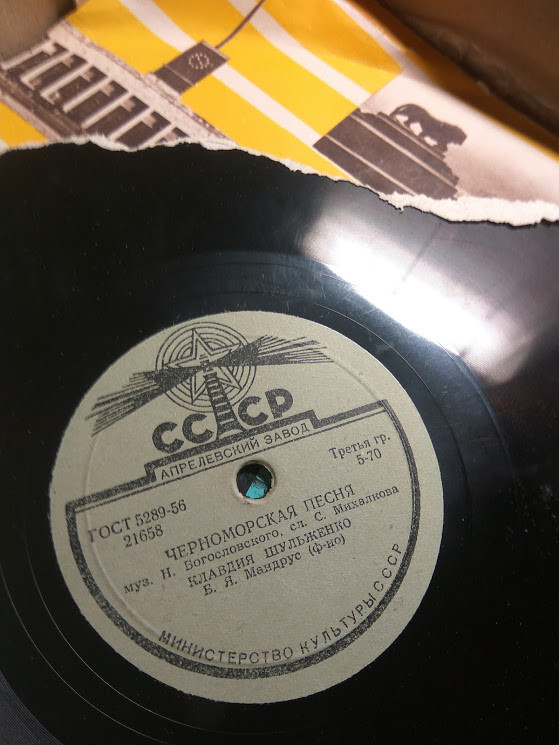 СССР
АПРЕЛЕВСКИЙ ЗАВОД
ГОСТ 5289-56
21658
Третья гр.
5-70
ЧЕРНОМОРСКАЯ ПЕСНЯ
муз. Н. Богословского, сл. С. Михалкова
КЛАВДИЯ ШУЛЬЖЕНКО
Б. Я. Мандрус (ф-но)
МИНИСТЕРСТВО КУЛЬТУРЫ СССР